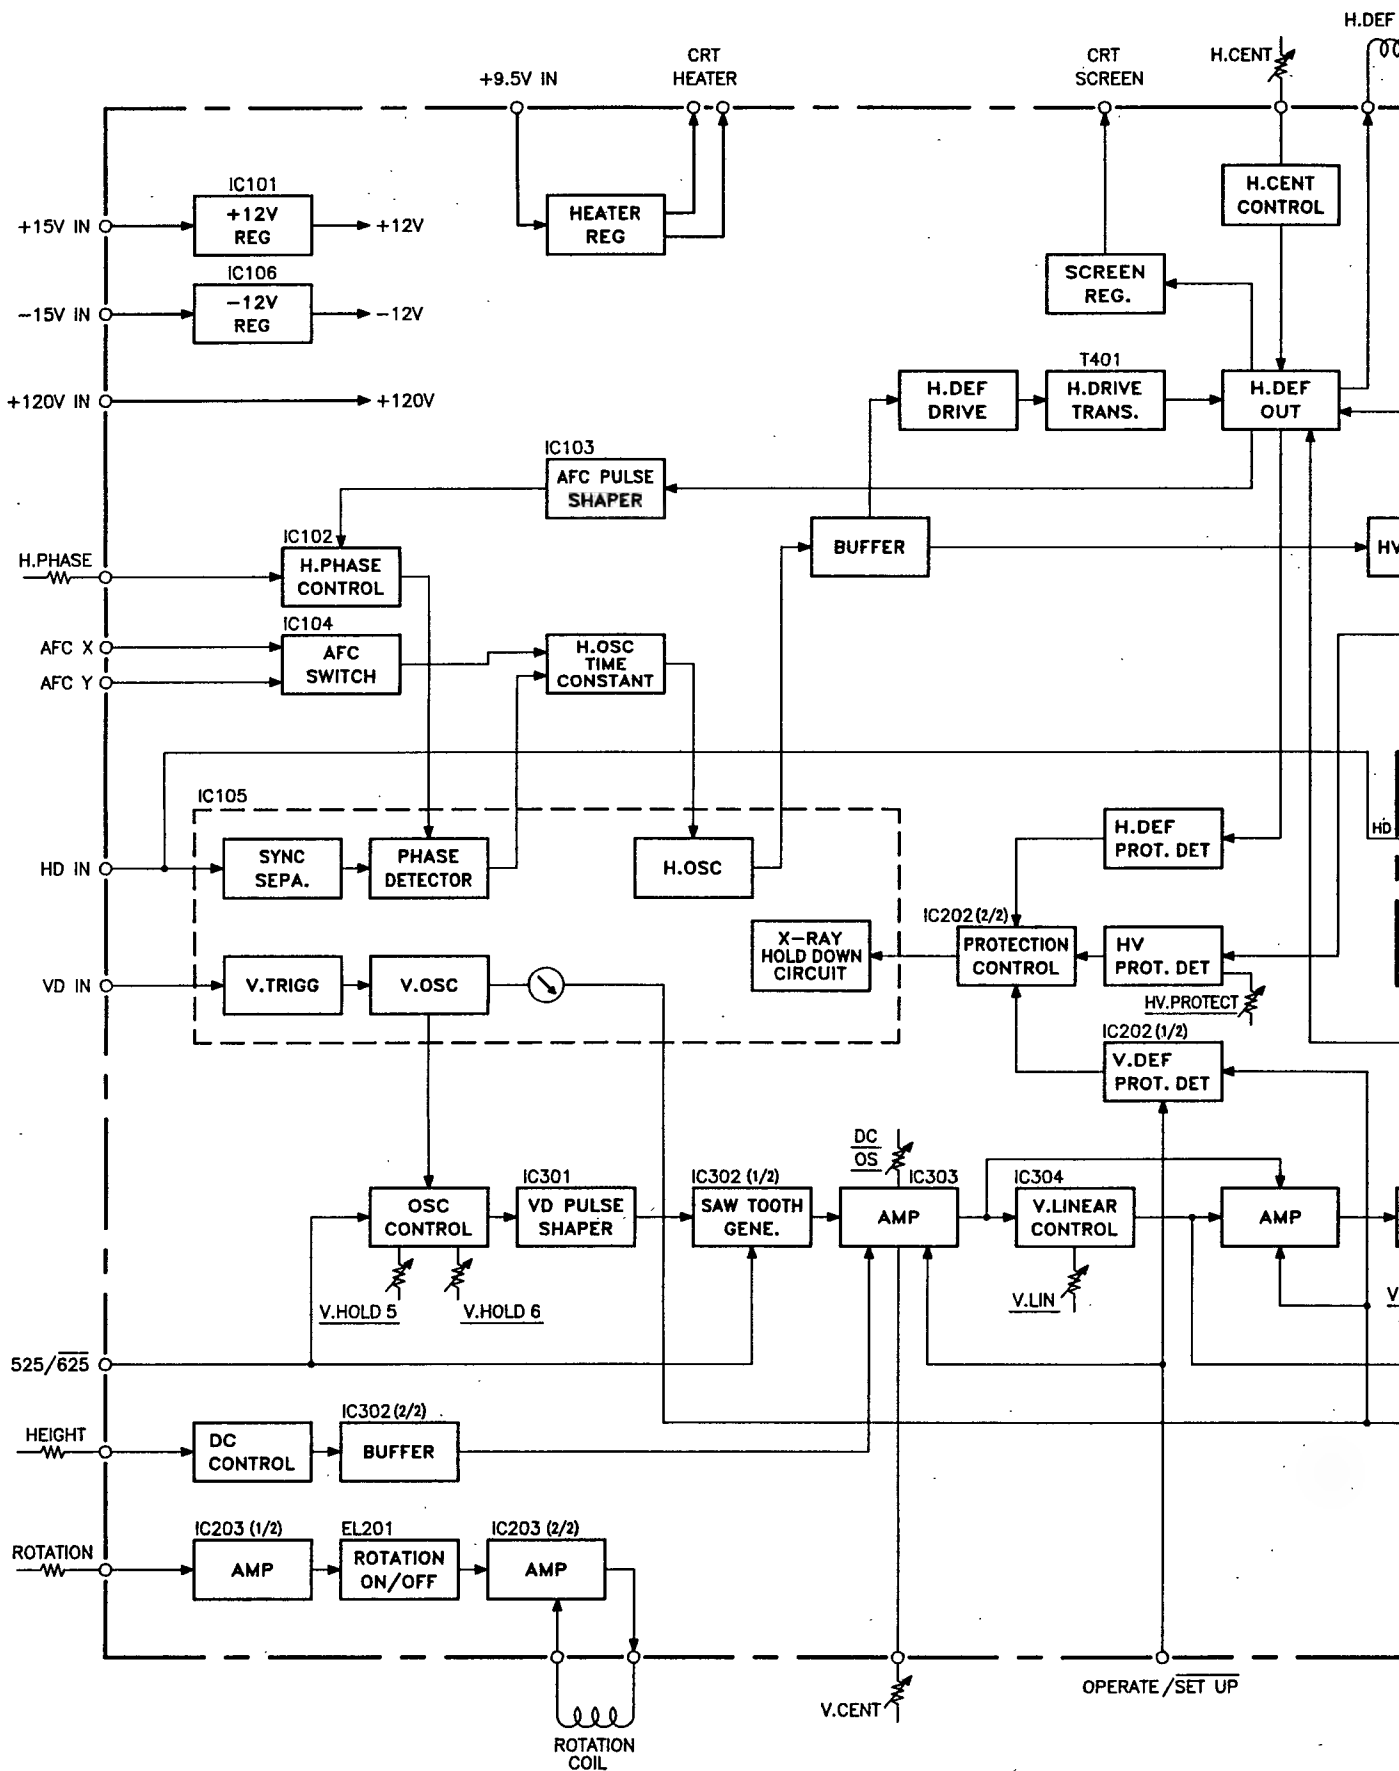 H.DEF
CRT
HEATER
+9.5V IN
CRT
SCREEN
H.CENT
IC101
+12V
REG
+15V IN
+12V
HEATER
REG
H.CENT
CONTROL
IC106
-12V
REG
-15V IN
-12V
SCREEN
REG.
T401
+120V IN
+120V
H.DEF
DRIVE
H.DRIVE
TRANS.
H.DEF
OUT
IC103
AFC PULSE
SHAPER
IC102
H.PHASE
H.PHASE
CONTROL
BUFFER
HV
IC104
AFC X
AFC Y
AFC
SWITCH
H.OSC
TIME
CONSTANT
IC105
HD IN
SYNC
SEPA.
PHASE
DETECTOR
H.OSC
H.DEF
PROT. DET
HD
IC202 (2/2)
X-RAY
HOLD DOWN
CIRCUIT
PROTECTION
CONTROL
HV
PROT. DET
VD IN
V.TRIGG
V.OSC
HV.PROTECT
IC202 (1/2)
V.DEF
PROT. DET
DC
OS
IC301
IC302 (1/2)
IC303
IC304
OSC
CONTROL
VD PULSE
SHAPER
SAW TOOTH
GENE.
AMP
V.LINEAR
CONTROL
AMP
V.HOLD 5
V.HOLD 6
V.LIN
V
525/625
IC302 (2/2)
HEIGHT
DC
CONTROL
BUFFER
IC203 (1/2)
EL201
IC203 (2/2)
ROTATION
AMP
ROTATION
ON/OFF
AMP
OPERATE/SET UP
V.CENT
ROTATION
COIL